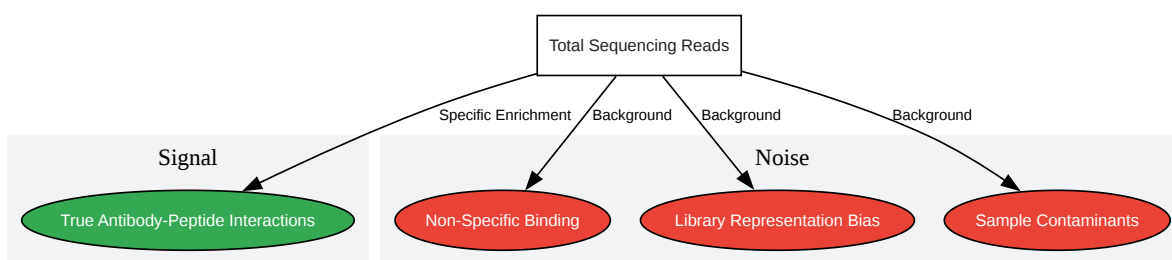 Total Sequencing Reads
Specific Enrichment
Background
Background
Background
Signal
Noise
True Antibody-Peptide Interactions
Non-Specific Binding
Library Representation Bias
Sample Contaminants